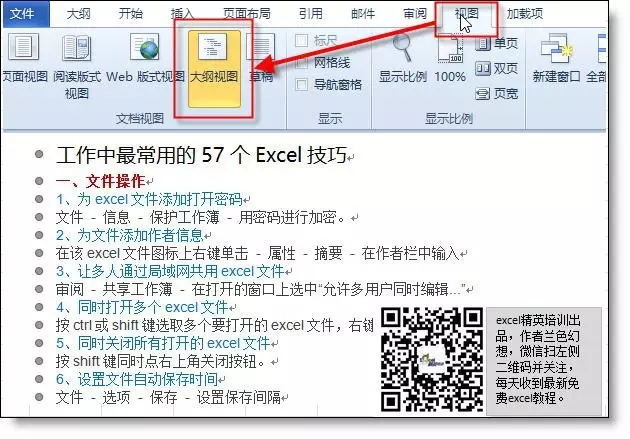 文件 大纲 开始 插入 页面布局 引用 邮件 审阅 视图 加载项
页面视图 阅读版式视图 Web 版式视图 大纲视图 草稿
标尺
网格线
导航窗格
显示比例 100%
100
单页
双页
页宽
新建窗口 全部
文档视图 显示 显示比例
工作中最常用的 57 个 Excel 技巧
一、文件操作
1、为 excel 文件添加打开密码
文件 - 信息 - 保护工作簿 - 用密码进行加密。
2、为文件添加作者信息
在该 excel 文件图标上右键单击 - 属性 - 摘要 - 在作者栏中输入
3、让多人通过局域网共用 excel 文件
审阅 - 共享工作簿 - 在打开的窗口上选中“允许多用户同时编辑...”
4、同时打开多个 excel 文件
按 ctrl 或 shift 键选取多个要打开的 excel 文件，右键
5、同时关闭所有打开的 excel 文件
按 shift 键同时点右上角关闭按钮。
6、设置文件自动保存时间
文件 - 选项 - 保存 - 设置保存间隔
excel精英培训出
品，作者兰色幻
想，微信扫左侧
二维码并关注，
每天收到最新免
费excel教程。